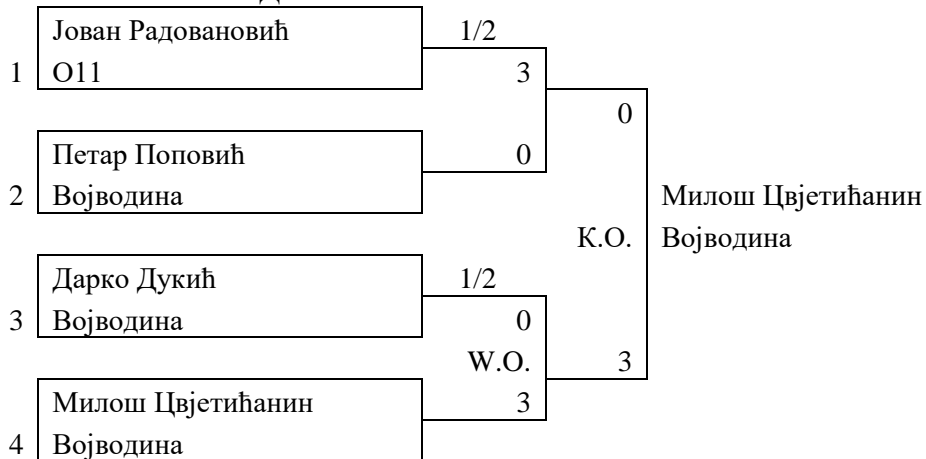 Јован Радовановић 1/2
1 О11 3
0
Петар Поповић 0
2 Војводина Милош Цвјетићанин
К.О. Војводина
Дарко Дукић 1/2
3 Војводина 0
W.O. 3
Милош Цвјетићанин 3
4 Војводина